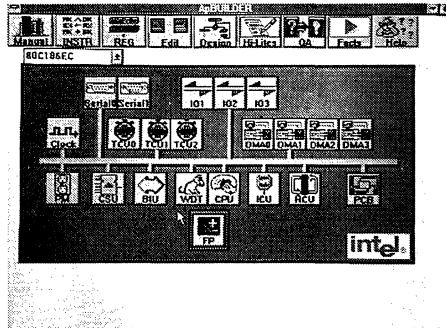 ApBUILDER
Manual INSTR REG Edit Design Hi-Lites QA Facts Help
80C186EC
Serial0 Serial1 IO1 IO2 IO3
Clock TCU0 TCU1 TCU2 DMA0 DMA1 DMA2 DMA3
PM CSU BIU WDT CPU ICU RCU PCB
FP
intel®